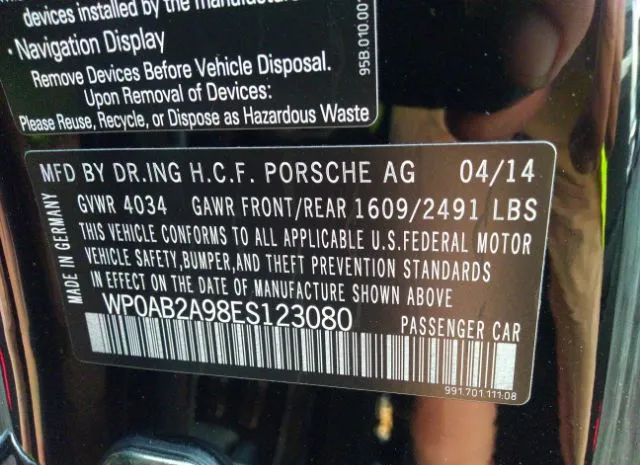 devices installed by the manufacturer
· Navigation Display
Remove Devices Before Vehicle Disposal.
Upon Removal of Devices:
Please Reuse, Recycle, or Dispose as Hazardous Waste
95B.010.001
MFD BY DR.ING H.C.F. PORSCHE AG 04/14
GVWR 4034 GAWR FRONT/REAR 1609/2491 LBS
THIS VEHICLE CONFORMS TO ALL APPLICABLE U.S.FEDERAL MOTOR
VEHICLE SAFETY,BUMPER,AND THEFT PREVENTION STANDARDS
IN EFFECT ON THE DATE OF MANUFACTURE SHOWN ABOVE
WP0AB2A98ES123080 PASSENGER CAR
991.701.111.08
MADE IN GERMANY